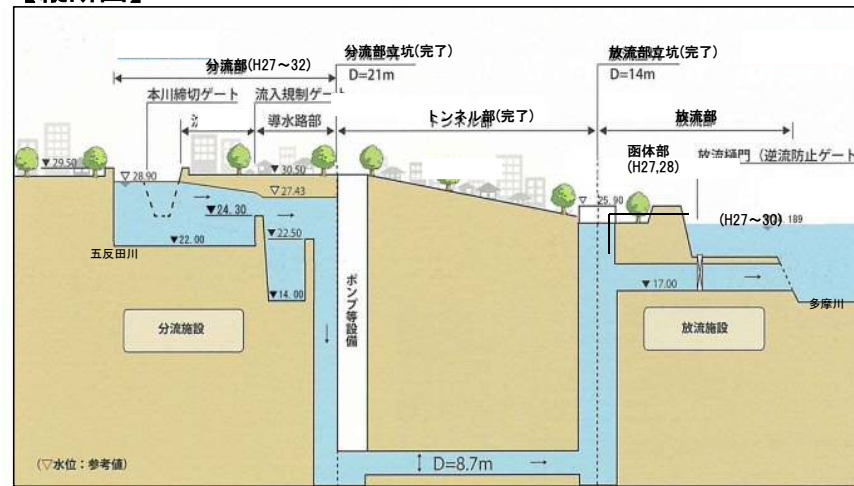 分流部立坑(完了)
D=21m
放流部立坑(完了)
D=14m
分流部(H27～32)
本川締切ゲート
流入規制ゲート
導水路部
トンネル部(完了)
放流部
函体部
(H27,28)
放流樋門（逆流防止ゲート
(H27～30)
▼29.50
▽28.90
▼30.50
▽27.43
▼24.30
▼22.50
▼22.00
▼14.00
五反田川
ポンプ等設備
▽ 25.90
.189
▼17.00
多摩川
分流施設
放流施設
(▽水位：参考値)
D=8.7m